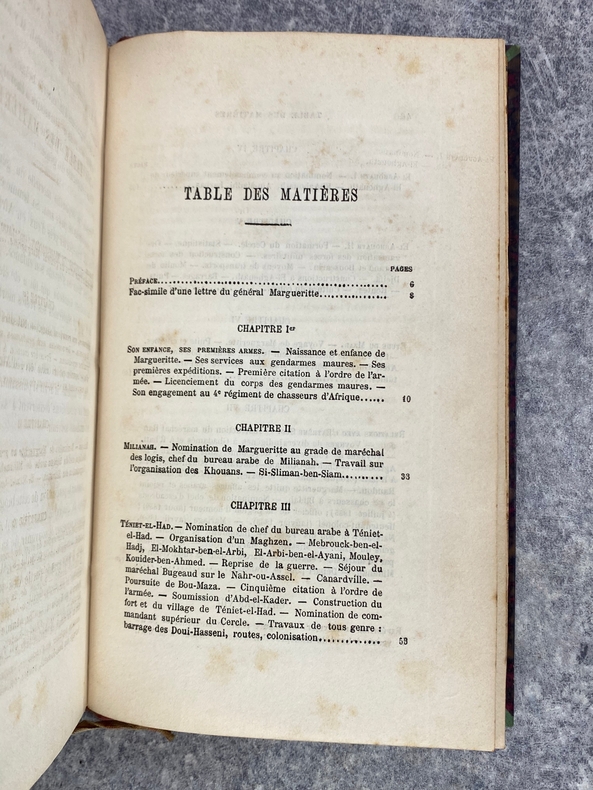 TABLE DES MATIÈRES
PAGES
PRÉFACE 6
Fac-simile d'une lettre du général Margueritte 8
CHAPITRE Ier
SON ENFANCE, SES PREMIÈRES ARMES. — Naissance et enfance de
Margueritte. — Ses services aux gendarmes maures. — Ses
premières expéditions. — Première citation à l'ordre de l'ar-
mée. — Licenciement du corps des gendarmes maures. —
Son engagement au 4e régiment de chasseurs d'Afrique...... 10
CHAPITRE II
MILIANAH. — Nomination de Margueritte au grade de maréchal
des logis, chef du bureau arabe de Milianah. — Travail sur
l'organisation des Khouans. — Si-Sliman-ben-Siam.......... 33
CHAPITRE III
TÉNIET-EL-HAD. — Nomination de chef du bureau arabe à Téniet-
el-Had. — Organisation d'un Maghzen. — Mebrouck-ben-el-
Hadj, El-Mokhtar-ben-el-Arbi, El-Arbi-ben-el-Ayani, Mouley,
Kouider-ben-Ahmed. — Reprise de la guerre. — Séjour du
maréchal Bugeaud sur le Nahr-ou-Assel. — Canardville. —
Poursuite de Bou-Maza. — Cinquième citation à l'ordre de
l'armée. — Soumission d'Abd-el-Kader. — Construction du
fort et du village de Téniet-el-Had. — Nomination de com-
mandant supérieur du Cercle. — Travaux de tous genre :
barrage des Doui-Hasseni, routes, colonisation.............. 53